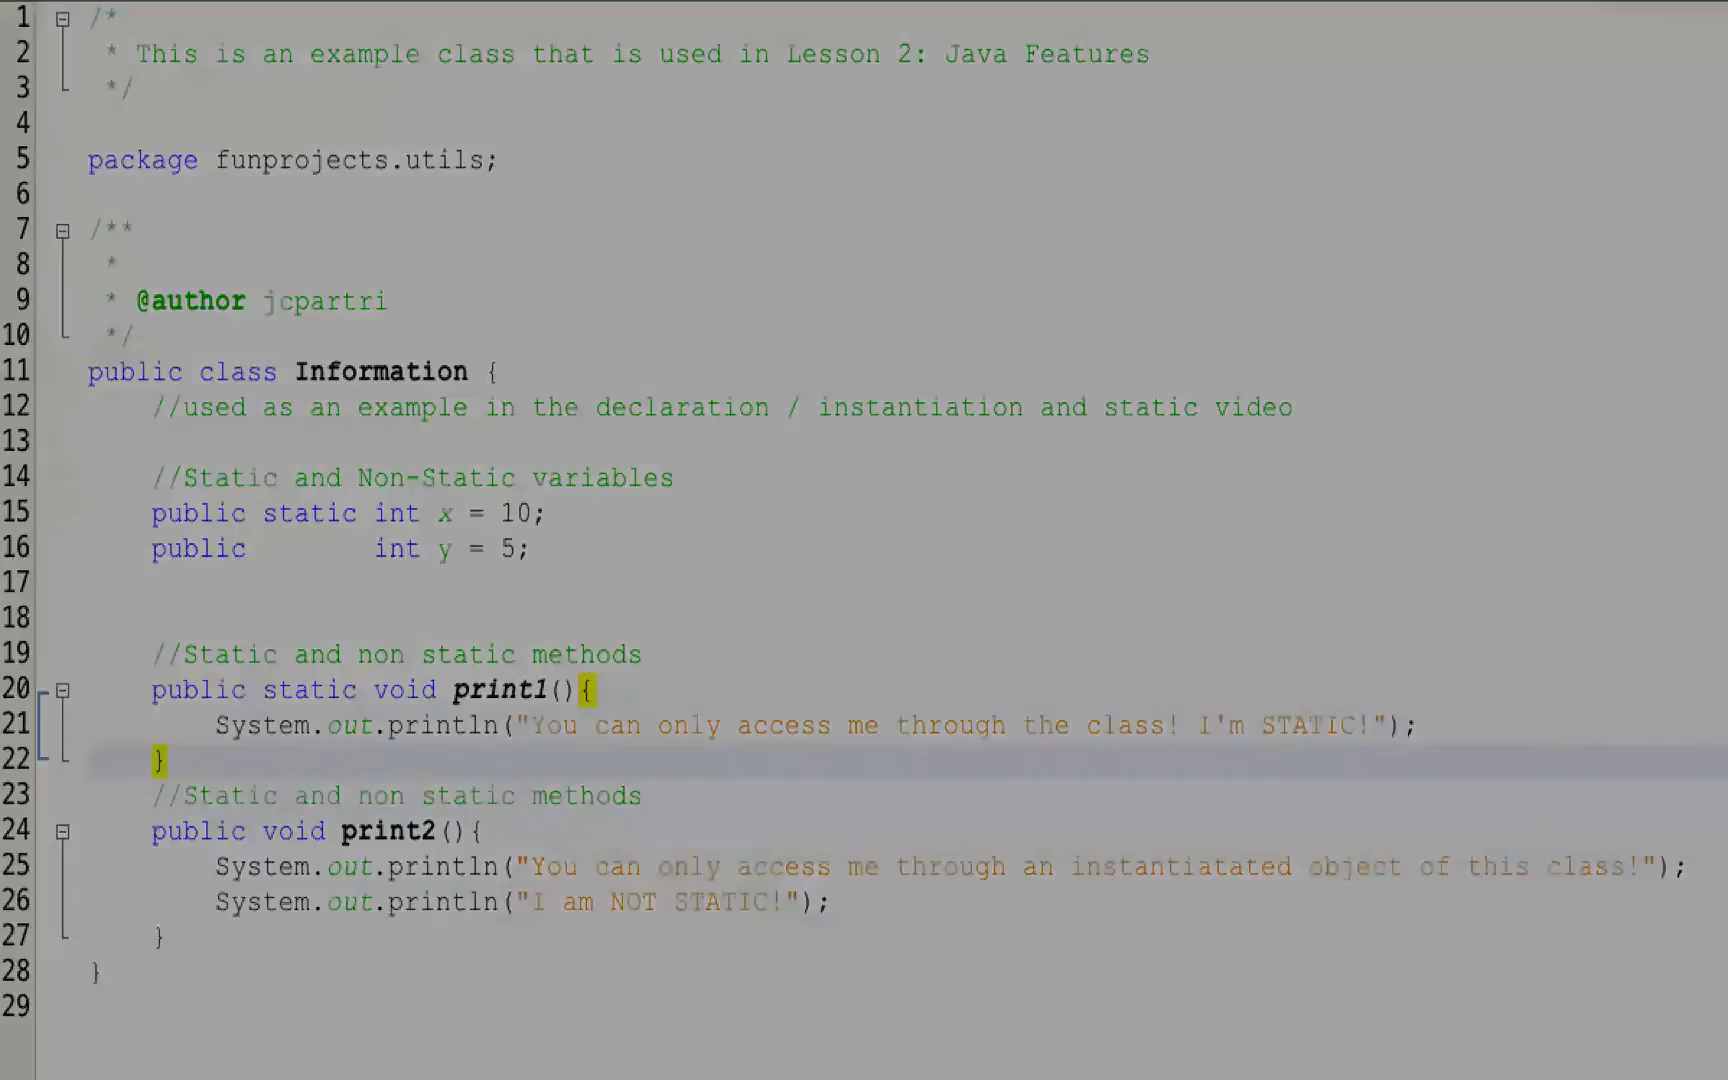 1 /*
2 * This is an example class that is used in Lesson 2: Java Features
3 */
4
5 package funprojects.utils;
6
7 /**
8 *
9 * @author jcpartri
10 */
11 public class Information {
12 //used as an example in the declaration / instantiation and static video
13
14 //Static and Non-Static variables
15 public static int x = 10;
16 public        int y = 5;
17
18
19 //Static and non static methods
20 public static void print1(){
21 System.out.println("You can only access me through the class! I'm STATIC!");
22 }
23 //Static and non static methods
24 public void print2(){
25 System.out.println("You can only access me through an instantiatated object of this class!");
26 System.out.println("I am NOT STATIC!");
27 }
28 }
29